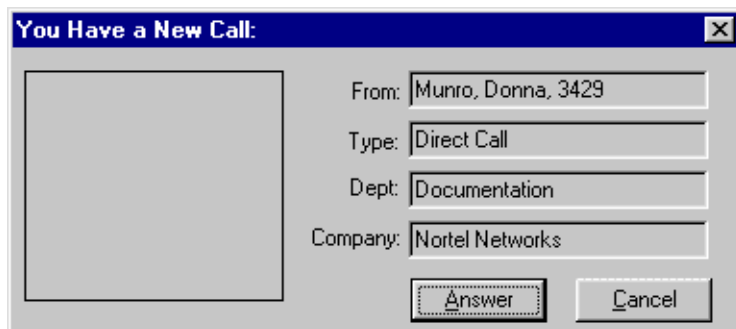 You Have a New Call:
From: Munro, Donna, 3429
Type: Direct Call
Dept: Documentation
Company: Nortel Networks
Answer Cancel